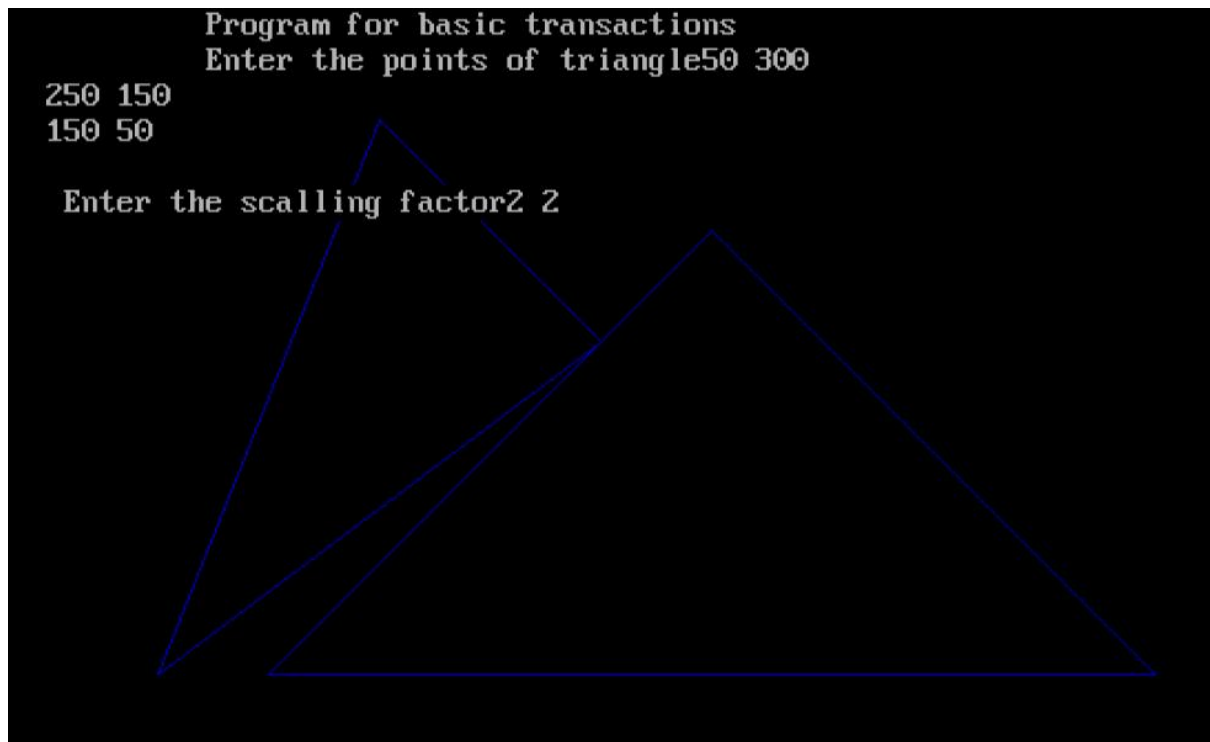 Program for basic transactions
Enter the points of triangle50 300
250 150
150 50
Enter the scalling factor2 2